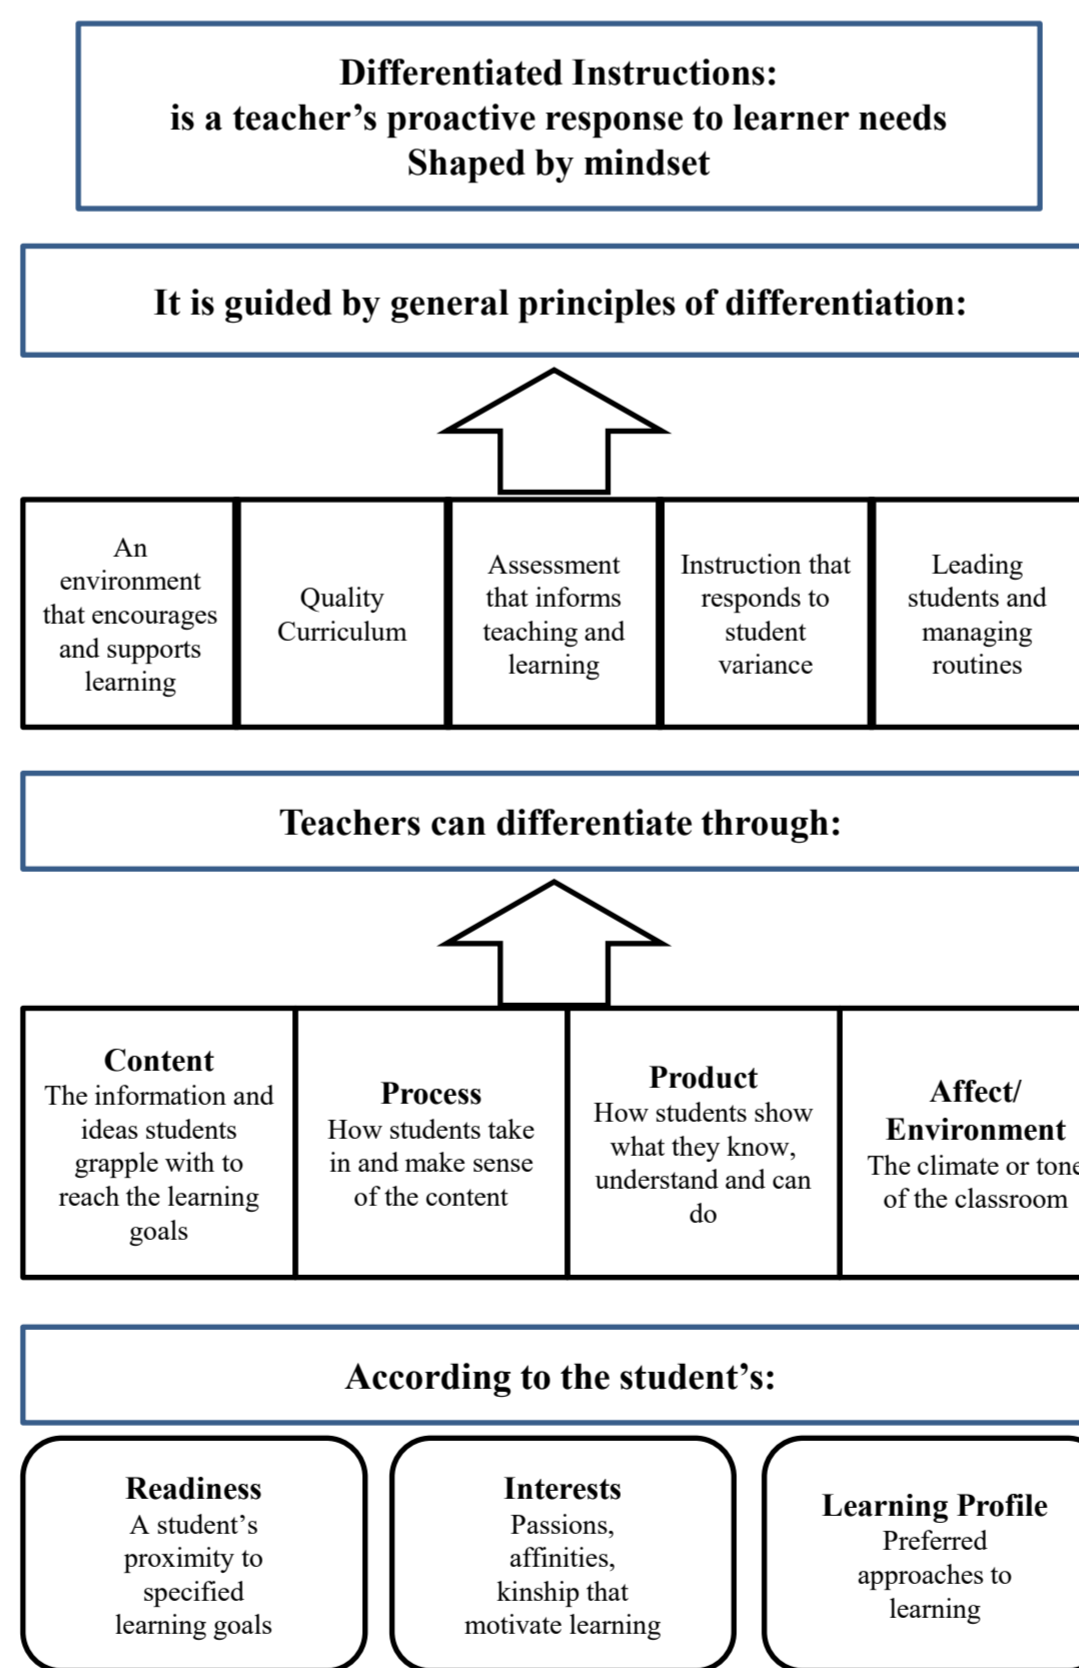 Differentiated Instructions:
is a teacher’s proactive response to learner needs
Shaped by mindset
It is guided by general principles of differentiation:
An
environment
that encourages
and supports
learning
Quality
Curriculum
Assessment
that informs
teaching and
learning
Instruction that
responds to
student
variance
Leading
students and
managing
routines
Teachers can differentiate through:
Content
The information and
ideas students
grapple with to
reach the learning
goals
Process
How students take
in and make sense
of the content
Product
How students show
what they know,
understand and can
do
Affect/
Environment
The climate or tone
of the classroom
According to the student’s:
Readiness
A student’s
proximity to
specified
learning goals
Interests
Passions,
affinities,
kinship that
motivate learning
Learning Profile
Preferred
approaches to
learning